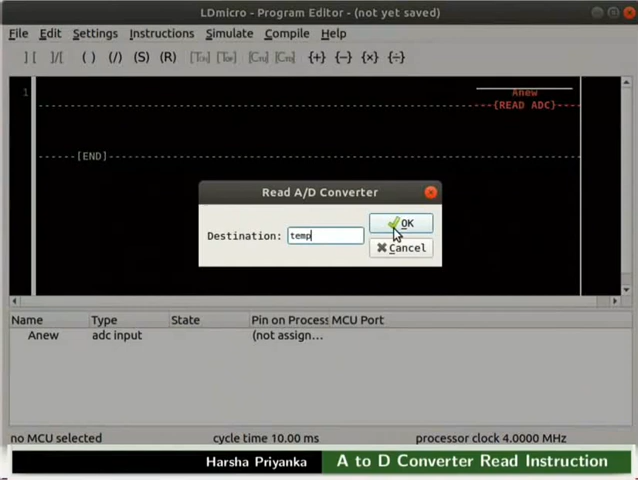 LDmicro - Program Editor - (not yet saved)
File Edit Settings Instructions Simulate Compile Help
] [ ]/[ ( ) (/) (S) (R) {+} {−} {×} {÷}
1 Anew
{READ ADC}
[END]
Read A/D Converter
Destination: temp
OK
Cancel
Name Type State Pin on Process MCU Port
Anew adc input (not assign...
no MCU selected cycle time 10.00 ms processor clock 4.0000 MHz
Harsha Priyanka A to D Converter Read Instruction